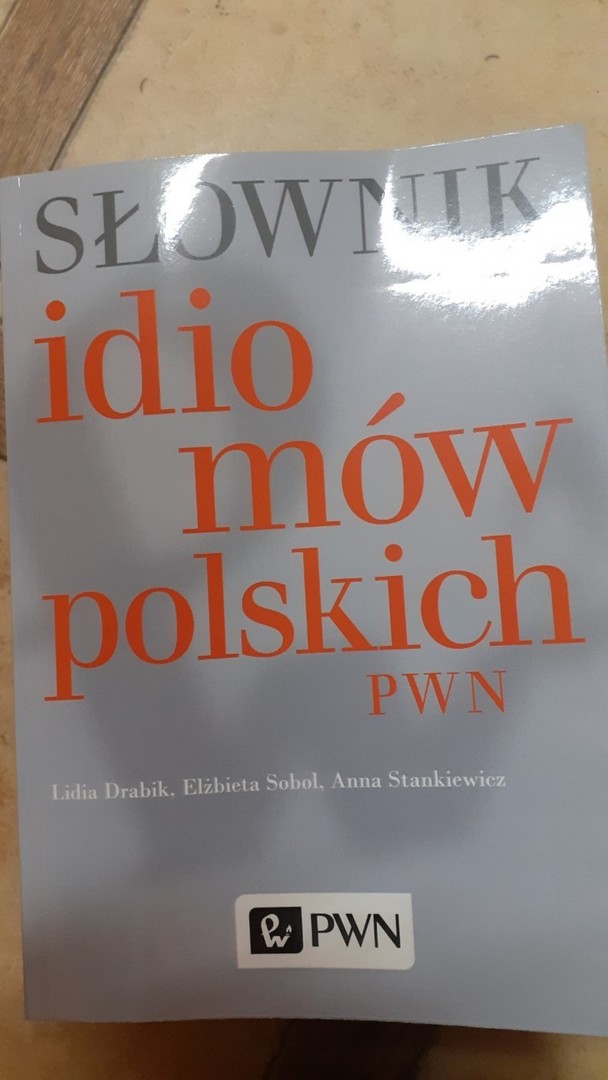 SŁOWNIK
idio
mów
polskich
PWN
Lidia Drabik, Elżbieta Sobol, Anna Stankiewicz
PWN